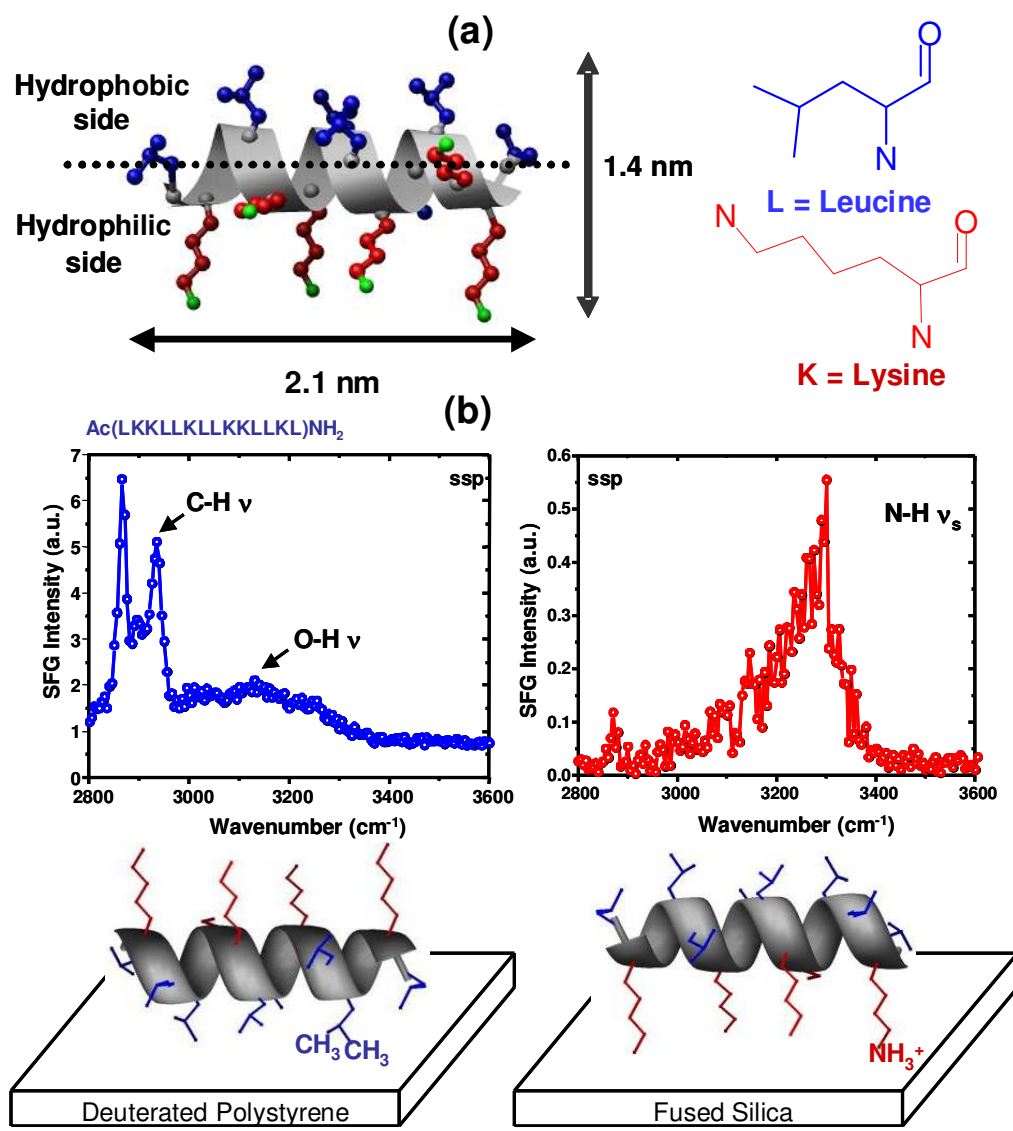 (a)
Hydrophobic
side
Hydrophilic
side
1.4 nm
2.1 nm
O
N
L = Leucine
N
O
N
K = Lysine
(b)
Ac(LKKLLKLLKKLLKL)NH₂
7
6
5
4
3
2
1
0
SFG Intensity (a.u.)
ssp
C-H ν
O-H ν
2800 3000 3200 3400 3600
Wavenumber (cm⁻¹)
0.6
0.5
0.4
0.3
0.2
0.1
0.0
SFG Intensity (a.u.)
ssp
N-H νₛ
2800 3000 3200 3400 3600
Wavenumber (cm⁻¹)
CH₃ CH₃
Deuterated Polystyrene
NH₃⁺
Fused Silica